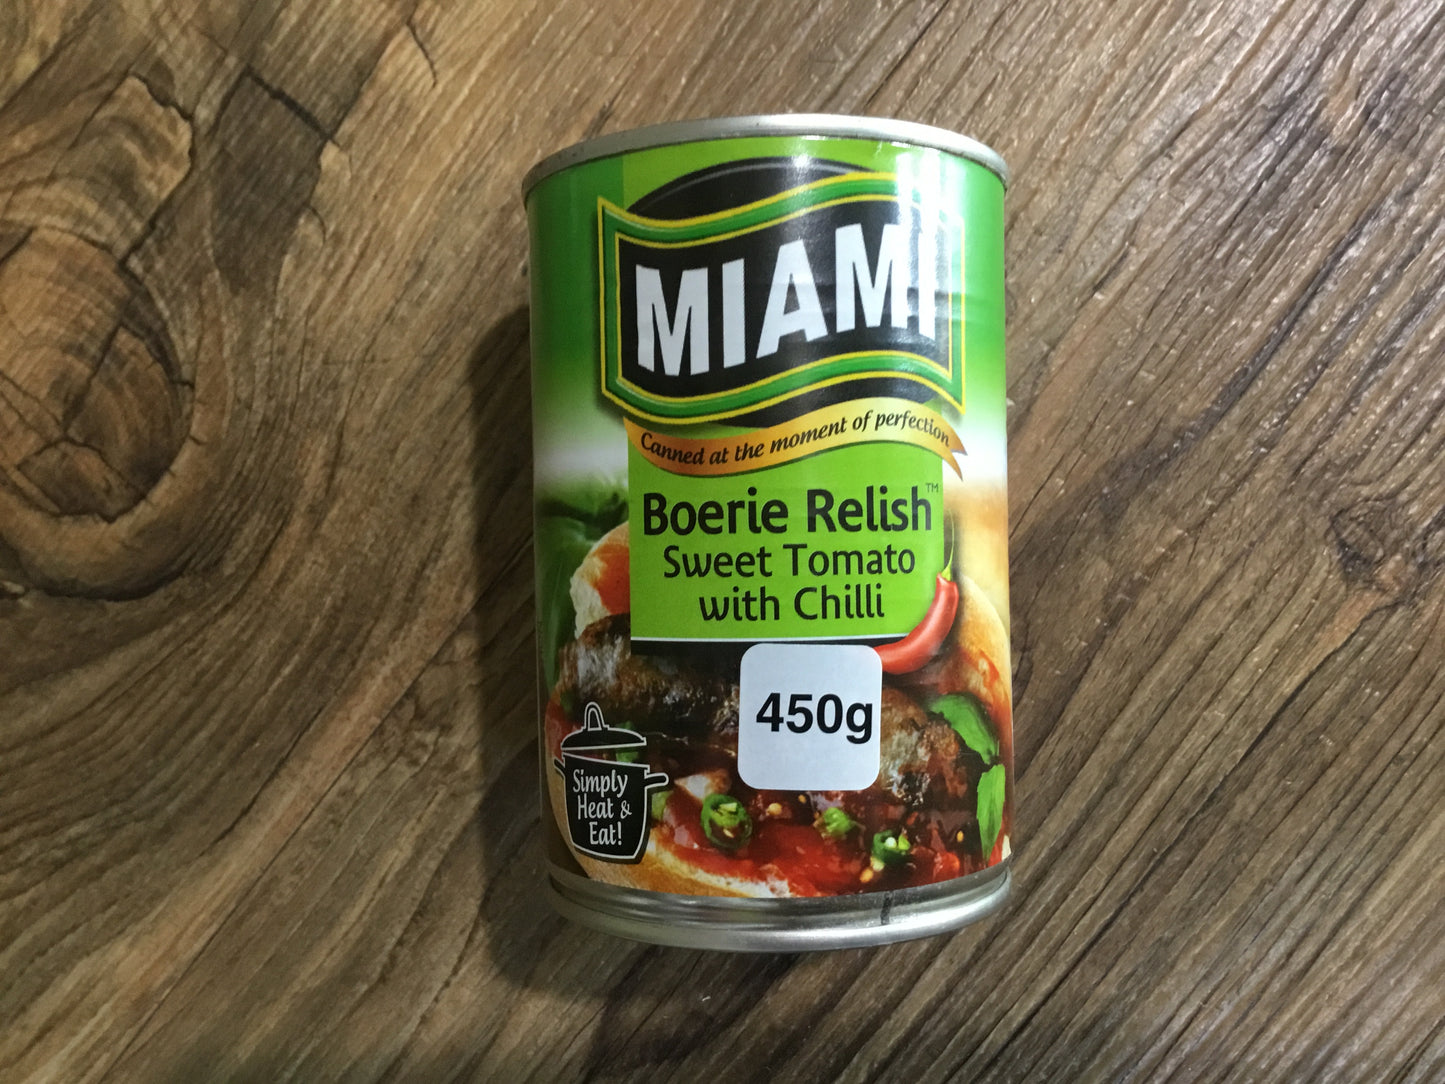 MIAMI
Canned at the moment of perfection
Boerie Relish™
Sweet Tomato
with Chilli
450g
Simply
Heat &
Eat!